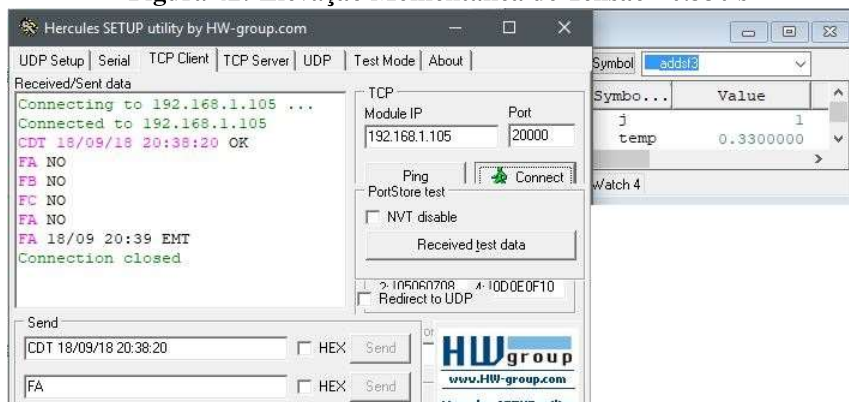 Hercules SETUP utility by HW-group.com
UDP Setup Serial TCP Client TCP Server UDP Test Mode About
Received/Sent data
Connecting to 192.168.1.105 ...
Connected to 192.168.1.105
CDT 18/09/18 20:38:20 OK
FA NO
FB NO
FC NO
FA NO
FA 18/09 20:39 EMT
Connection closed
TCP
Module IP Port
192.168.1.105 20000
Ping Connect
PortStore test
NVT disable
Received test data
2: 05060708 4: 0D0E0F10
Redirect to UDP
Send
CDT 18/09/18 20:38:20 HEX Send
FA HEX Send
HWgroup
www.HW-group.com
Symbol addsf3
Symbo... Value
j 1
temp 0.3300000
Watch 4